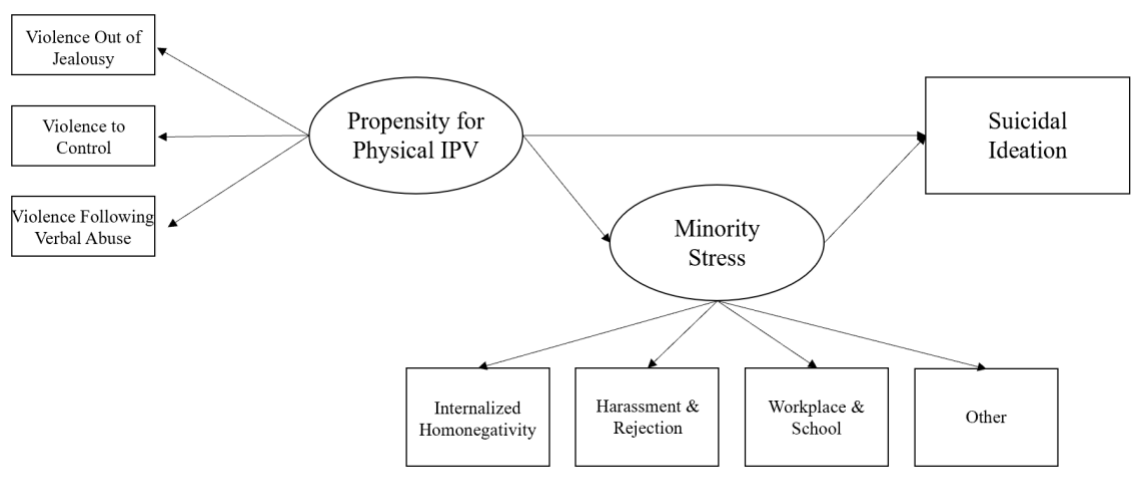 Violence Out of
Jealousy
Violence to
Control
Violence Following
Verbal Abuse
Propensity for
Physical IPV
Suicidal
Ideation
Minority
Stress
Internalized
Homonegativity
Harassment &
Rejection
Workplace &
School
Other